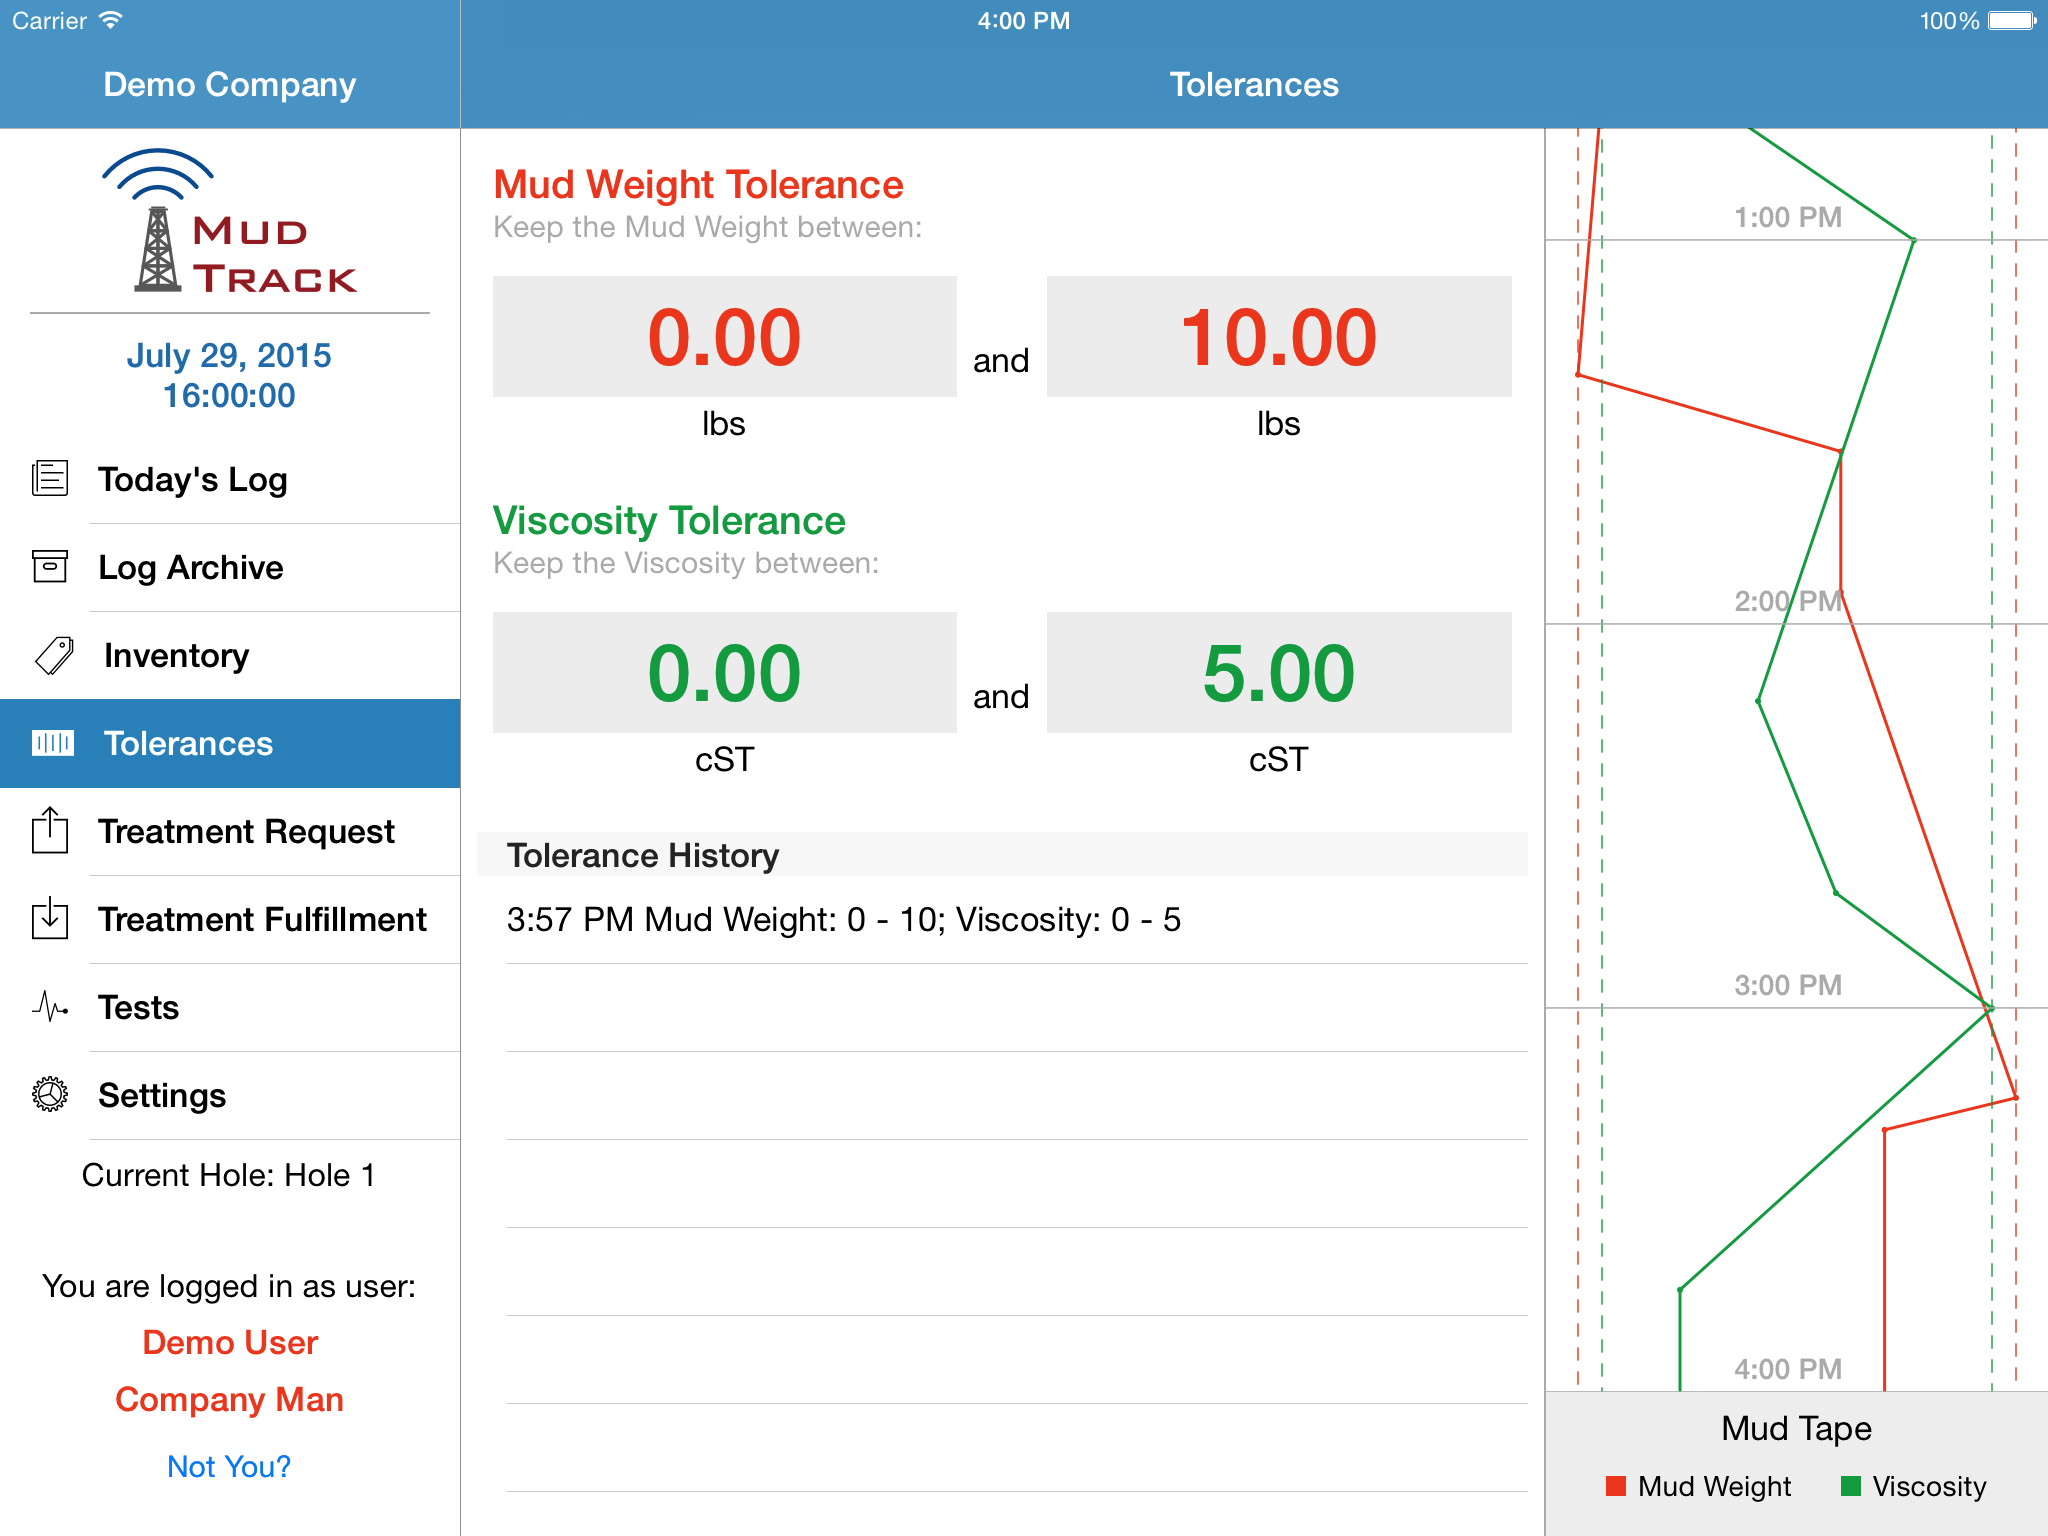 Carrier
4:00 PM
100%
Demo Company
Tolerances
MUD
TRACK
July 29, 2015
16:00:00
Today's Log
Log Archive
Inventory
Tolerances
Treatment Request
Treatment Fulfillment
Tests
Settings
Current Hole: Hole 1
You are logged in as user:
Demo User
Company Man
Not You?
Mud Weight Tolerance
Keep the Mud Weight between:
0.00 and 10.00
lbs lbs
Viscosity Tolerance
Keep the Viscosity between:
0.00 and 5.00
cST cST
Tolerance History
3:57 PM Mud Weight: 0 - 10; Viscosity: 0 - 5
1:00 PM
2:00 PM
3:00 PM
4:00 PM
Mud Tape
Mud Weight Viscosity